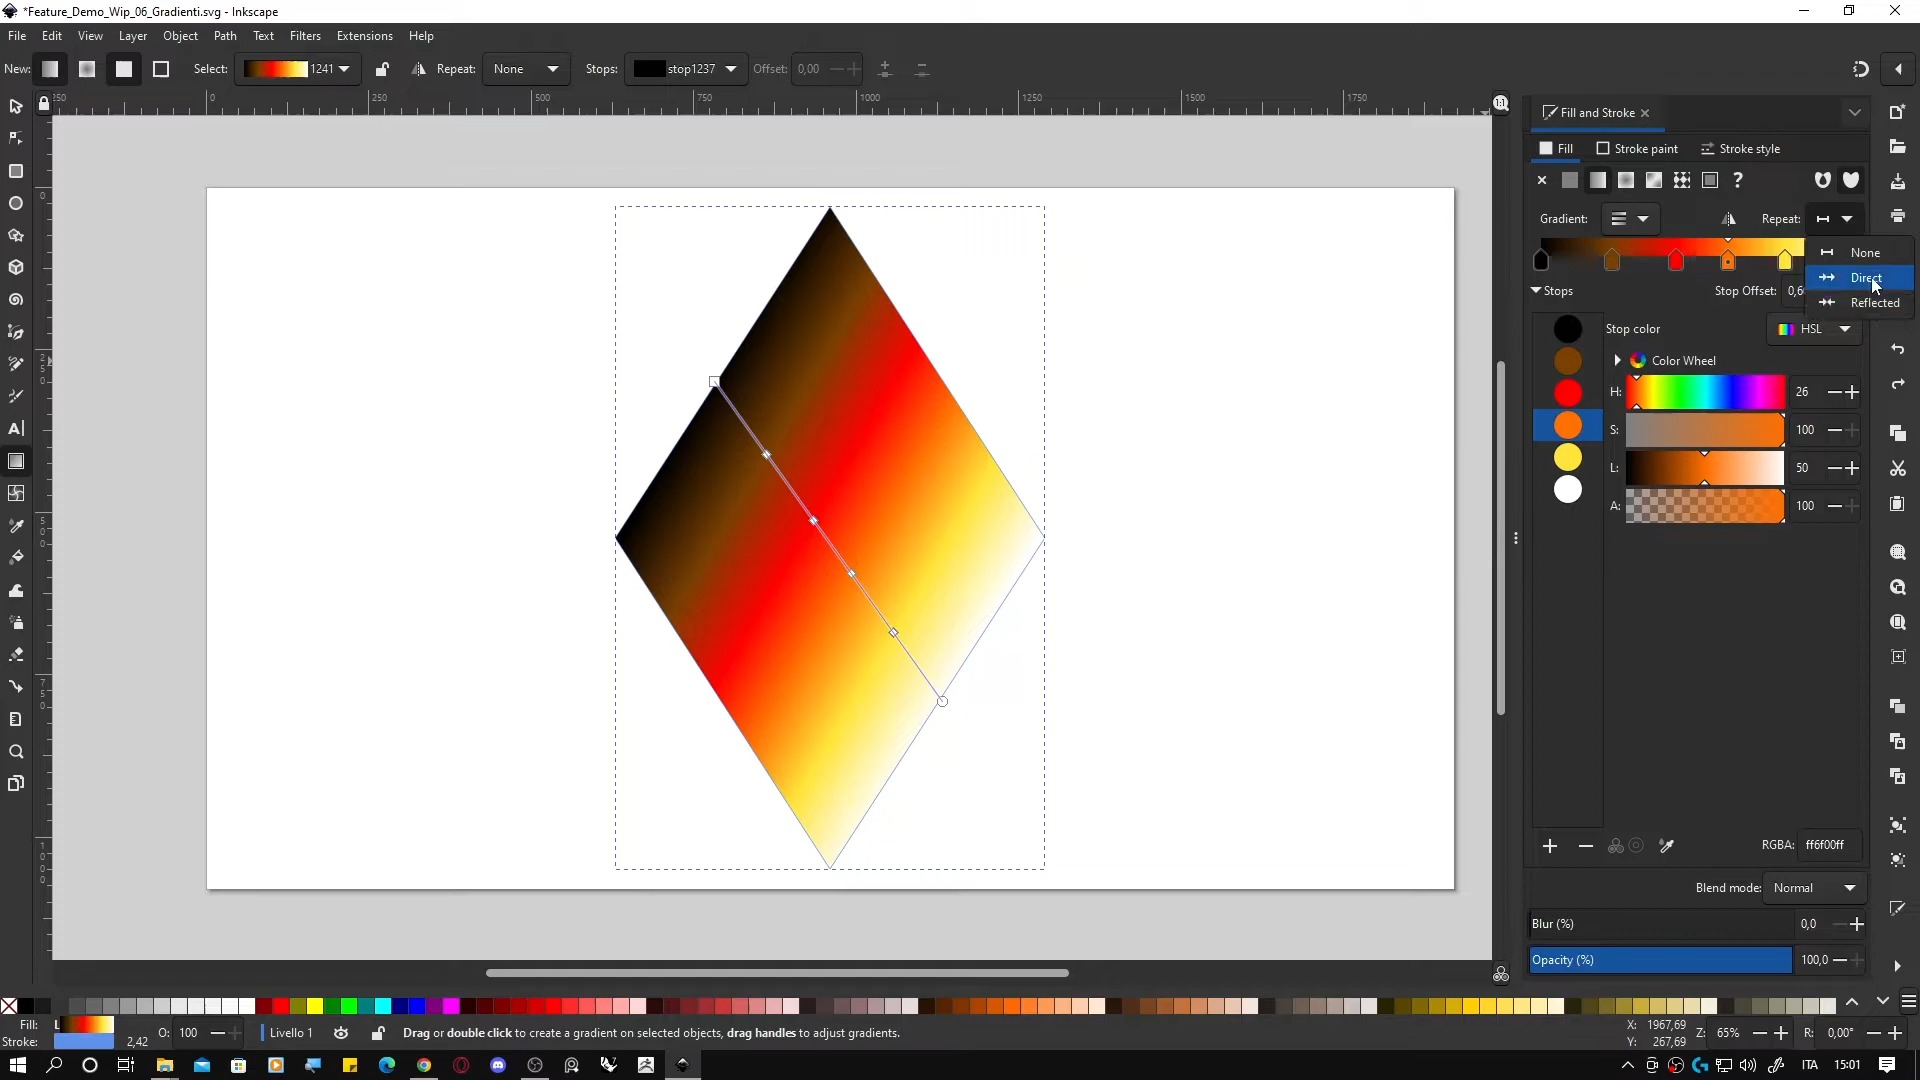 *Feature_Demo_Wip_06_Gradienti.svg - Inkscape
File Edit View Layer Object Path Text Filters Extensions Help
New: Select: 1241 Repeat: None Stops: stop1237 Offset: 0,00
0 250 500 750 1000 1250 1500 1750
Fill and Stroke
Fill Stroke paint Stroke style
Gradient: Repeat:
None
Direct
Reflected
Stops Stop Offset:
Stop color HSL
Color Wheel
H: 26
S: 100
L: 50
A: 100
RGBA: ff6f00ff
Blend mode: Normal
Blur (%) 0,0
Opacity (%) 100,0
Fill: L
Stroke: 2,42
O: 100
Livello 1
Drag or double click to create a gradient on selected objects, drag handles to adjust gradients.
X: 1967,69
Y: 267,69
Z: 65%
R: 0,00°
ITA 15:01